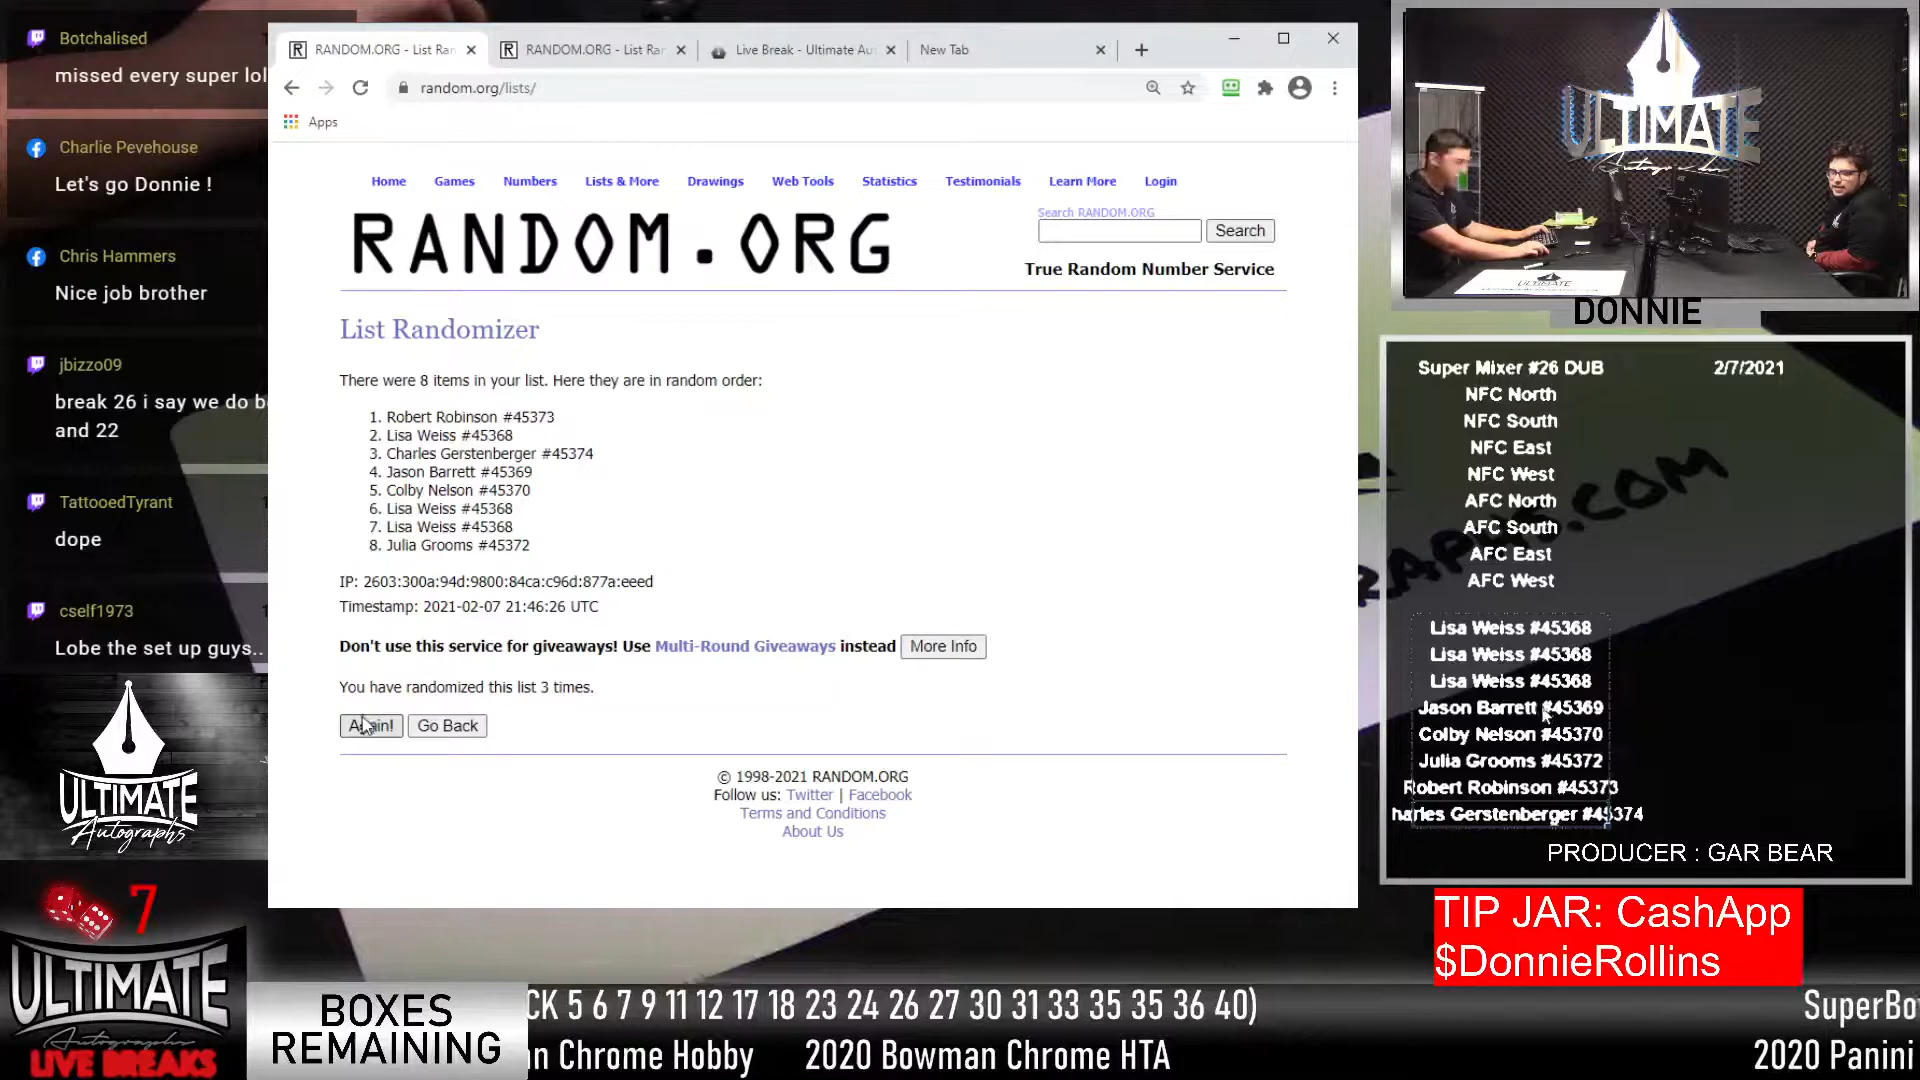 Botchalised
missed every super lol
Charlie Pevehouse
Let's go Donnie !
Chris Hammers
Nice job brother
jbizzo09
break 26 i say we do b
and 22
TattooedTyrant
dope
cself1973
Lobe the set up guys..
ULTIMATE
Autographs
7
ULTIMATE
Autographs
LIVE BREAKS
RANDOM.ORG - List Ran
RANDOM.ORG - List Ran
Live Break - Ultimate Au
New Tab
random.org/lists/
Apps
Home Games Numbers Lists & More Drawings Web Tools Statistics Testimonials Learn More Login
RANDOM.ORG
Search RANDOM.ORG
Search
True Random Number Service
List Randomizer
There were 8 items in your list. Here they are in random order:
1. Robert Robinson #45373
2. Lisa Weiss #45368
3. Charles Gerstenberger #45374
4. Jason Barrett #45369
5. Colby Nelson #45370
6. Lisa Weiss #45368
7. Lisa Weiss #45368
8. Julia Grooms #45372
IP: 2603:300a:94d:9800:84ca:c96d:877a:eeed
Timestamp: 2021-02-07 21:46:26 UTC
Don't use this service for giveaways! Use Multi-Round Giveaways instead More Info
You have randomized this list 3 times.
Again! Go Back
© 1998-2021 RANDOM.ORG
Follow us: Twitter | Facebook
Terms and Conditions
About Us
ULTIMATE
DONNIE
Super Mixer #26 DUB 2/7/2021
NFC North
NFC South
NFC East
NFC West
AFC North
AFC South
AFC East
AFC West
Lisa Weiss #45368
Lisa Weiss #45368
Lisa Weiss #45368
Jason Barrett #45369
Colby Nelson #45370
Julia Grooms #45372
Robert Robinson #45373
harles Gerstenberger #45374
PRODUCER : GAR BEAR
RAPHS.COM
TIP JAR: CashApp
$DonnieRollins
BOXES
REMAINING
CK 5 6 7 9 11 12 17 18 23 24 26 27 30 31 33 35 35 36 40) SuperBo
n Chrome Hobby 2020 Bowman Chrome HTA 2020 Panini